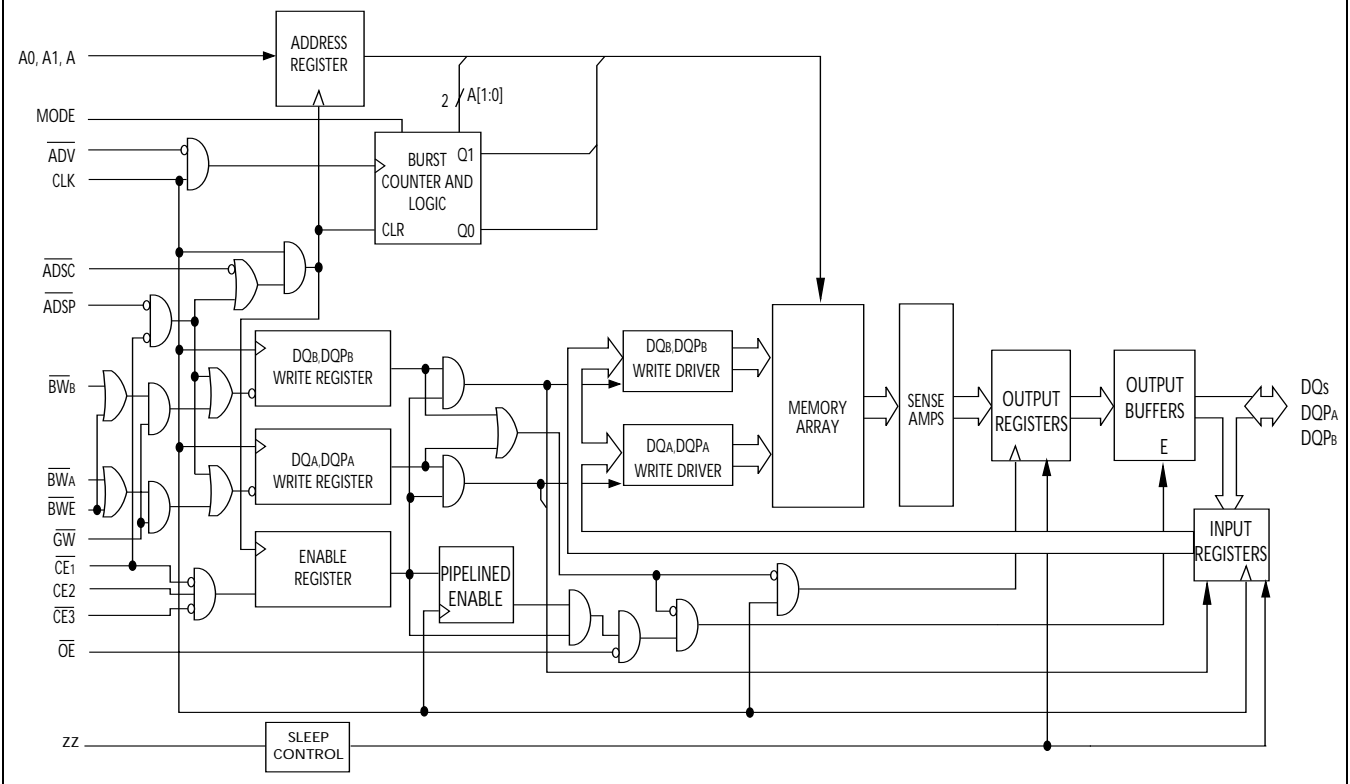 A0, A1, A
ADDRESS
REGISTER
2
A[1:0]
MODE
ADV
CLK
BURST
COUNTER AND
LOGIC
Q1
CLR
Q0
ADSC
ADSP
DQB,DQPB
WRITE REGISTER
DQB,DQPB
WRITE DRIVER
BWB
DQA,DQPA
WRITE REGISTER
DQA,DQPA
WRITE DRIVER
MEMORY
ARRAY
SENSE
AMPS
OUTPUT
REGISTERS
OUTPUT
BUFFERS
E
DQs
DQPA
DQPB
BWA
BWE
GW
CE1
CE2
CE3
ENABLE
REGISTER
PIPELINED
ENABLE
INPUT
REGISTERS
OE
ZZ
SLEEP
CONTROL